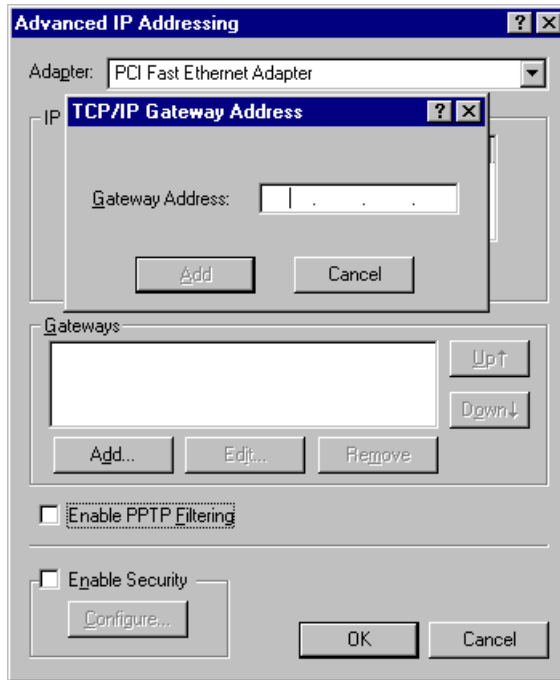 Advanced IP Addressing
Adapter: PCI Fast Ethernet Adapter
IP
TCP/IP Gateway Address
Gateway Address: . . .
Add Cancel
Gateways
Up↑
Down↓
Add... Edit... Remove
Enable PPTP Filtering
Enable Security
Configure...
OK Cancel